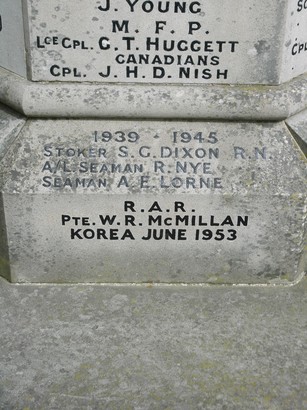 J. YOUNG
M. F. P.
LCE CPL. G. T. HUGGETT
CANADIANS
CPL. J. H. D. NISH
1939 - 1945
STOKER S. G. DIXON R.N.
A/L. SEAMAN R. NYE
SEAMAN A. E. LORNE
R. A. R.
PTE. W. R. MCMILLAN
KOREA JUNE 1953